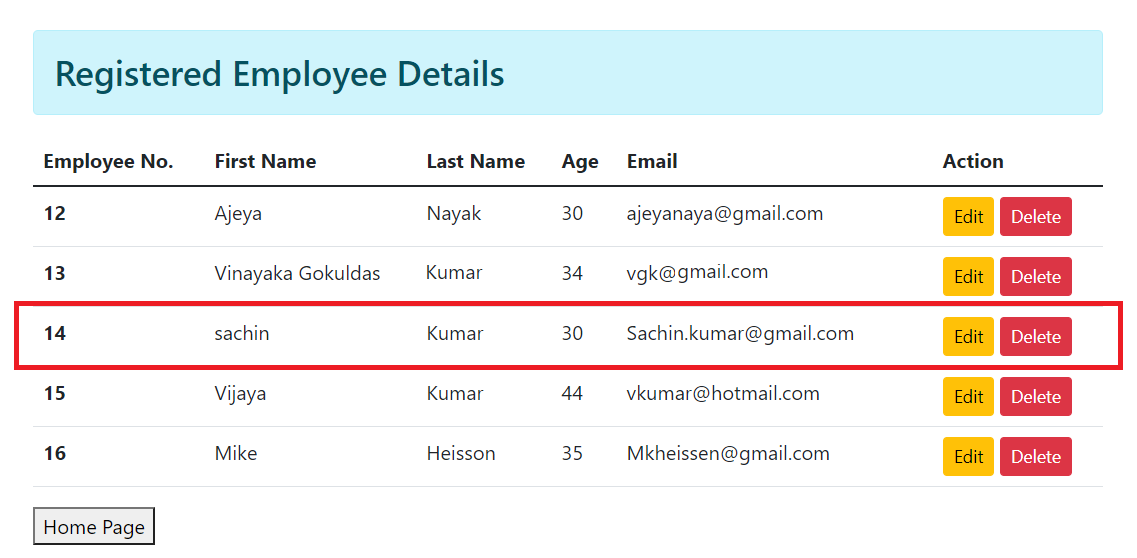 Registered Employee Details
Employee No. First Name Last Name Age Email Action
12 Ajeya Nayak 30 ajeyanaya@gmail.com Edit Delete
13 Vinayaka Gokuldas Kumar 34 vgk@gmail.com Edit Delete
14 sachin Kumar 30 Sachin.kumar@gmail.com Edit Delete
15 Vijaya Kumar 44 vkumar@hotmail.com Edit Delete
16 Mike Heisson 35 Mkheissen@gmail.com Edit Delete
Home Page